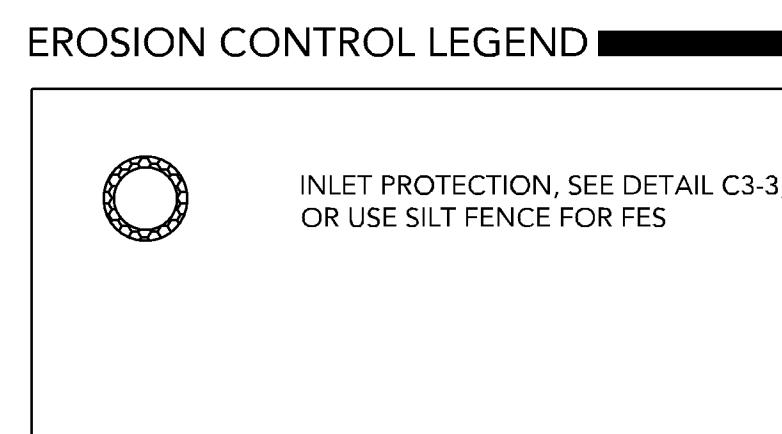 EROSION CONTROL LEGEND
INLET PROTECTION, SEE DETAIL C3-3,
OR USE SILT FENCE FOR FES